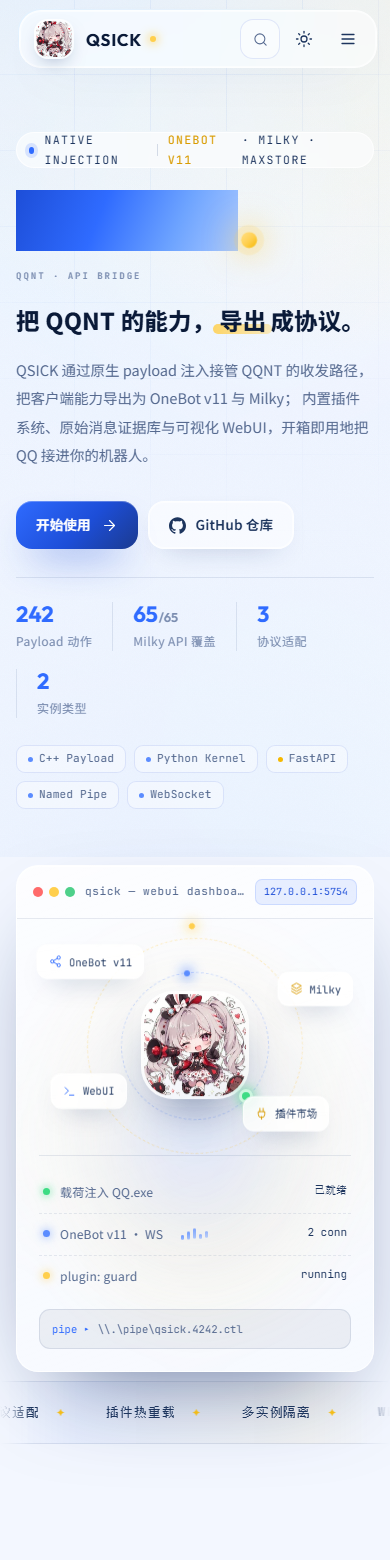 QSICK
NATIVE INJECTION
ONEBOT V11
· MILKY · MAXSTORE
QQNT · API BRIDGE
把 QQNT 的能力，导出成协议。
QSICK 通过原生 payload 注入接管 QQNT 的收发路径，
把客户端能力导出为 OneBot v11 与 Milky； 内置插件
系统、原始消息证据库与可视化 WebUI，开箱即用地把
QQ 接进你的机器人。
开始使用
GitHub 仓库
242
Payload 动作
65/65
Milky API 覆盖
3
协议适配
2
实例类型
C++ Payload
Python Kernel
FastAPI
Named Pipe
WebSocket
qsick — webui dashboa…
127.0.0.1:5754
OneBot v11
Milky
WebUI
插件市场
载荷注入 QQ.exe
已就绪
OneBot v11 · WS
2 conn
plugin: guard
running
pipe ▸ \\.\pipe\qsick.4242.ctl
适配 ✦ 插件热重载 ✦ 多实例隔离 ✦